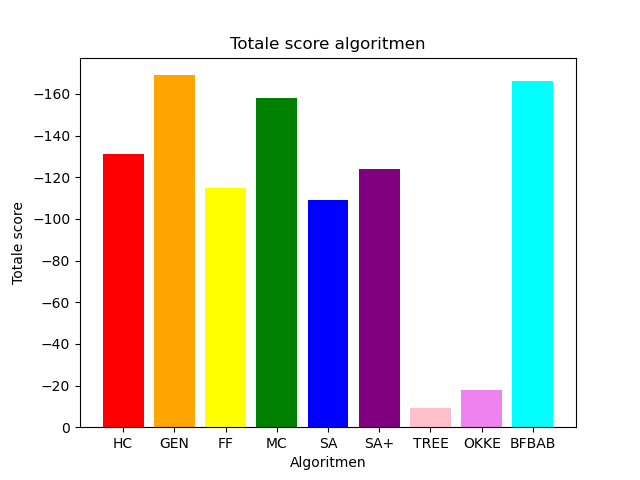 Totale score algoritmen
Totale score
−160
−140
−120
−100
−80
−60
−40
−20
0
HC GEN FF MC SA SA+ TREE OKKE BFBAB
Algoritmen